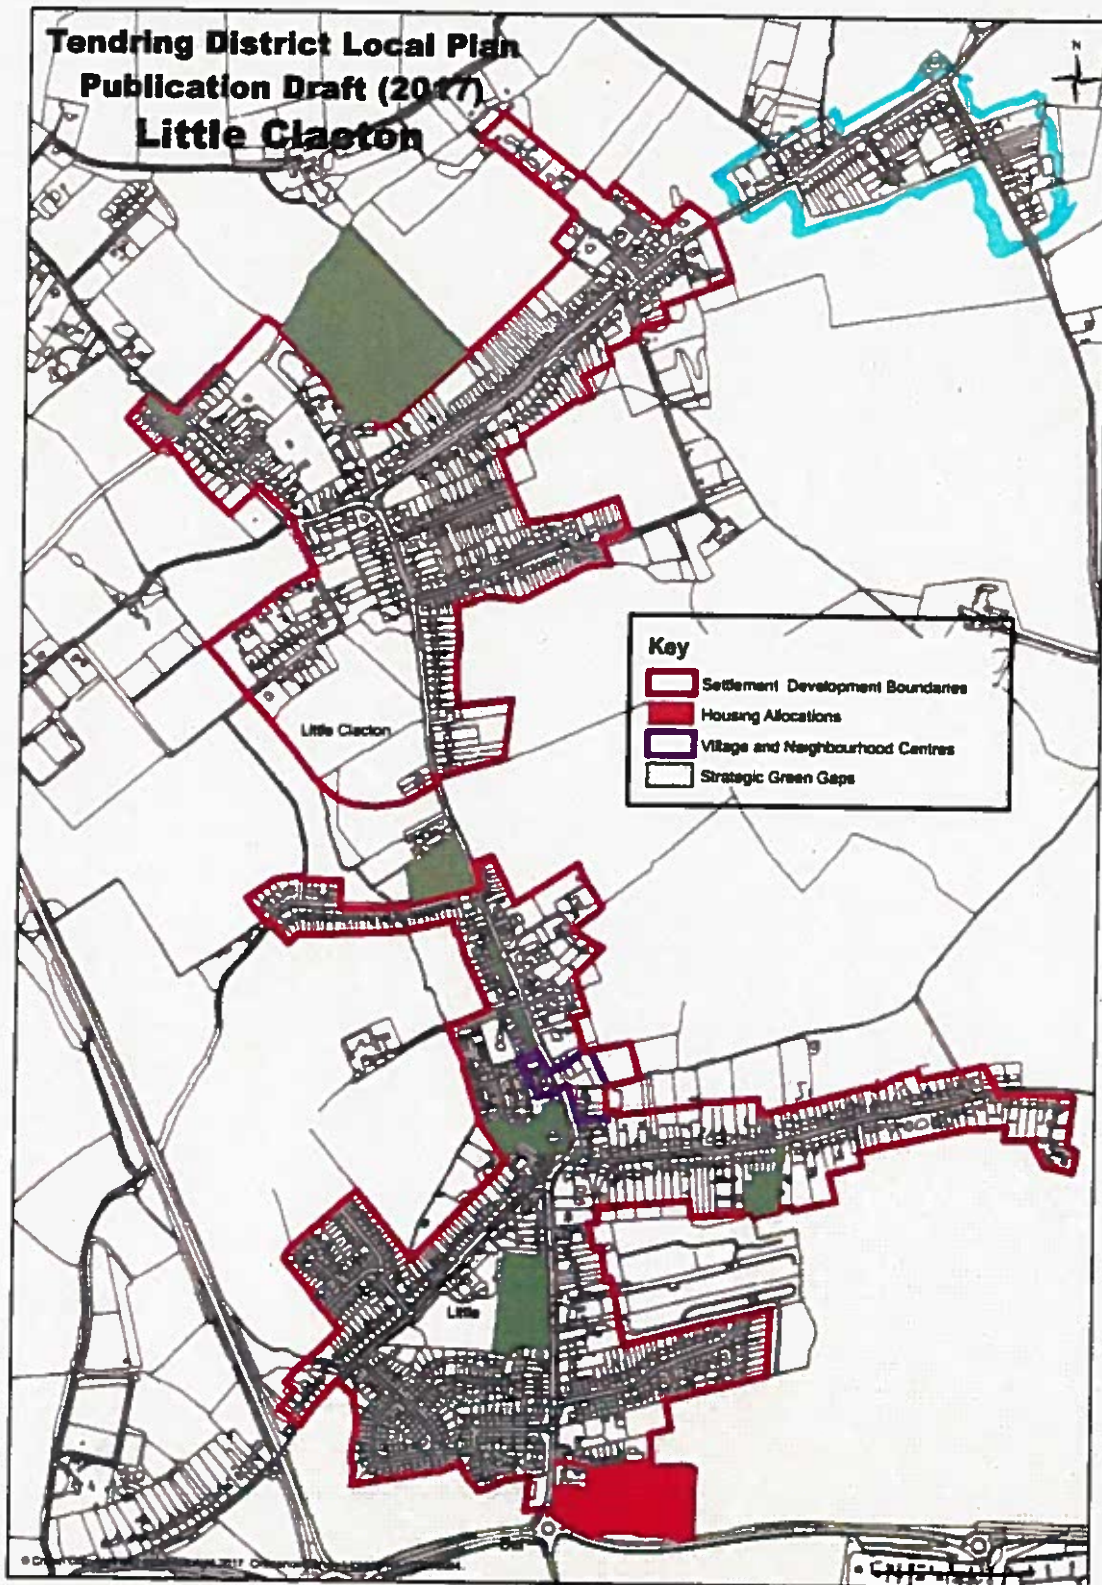 Tendring District Local Plan
Publication Draft (2017)
Little Clacton
N
Key
Settlement Development Boundaries
Housing Allocations
Village and Neighbourhood Centres
Strategic Green Gaps
Little Clacton
Little